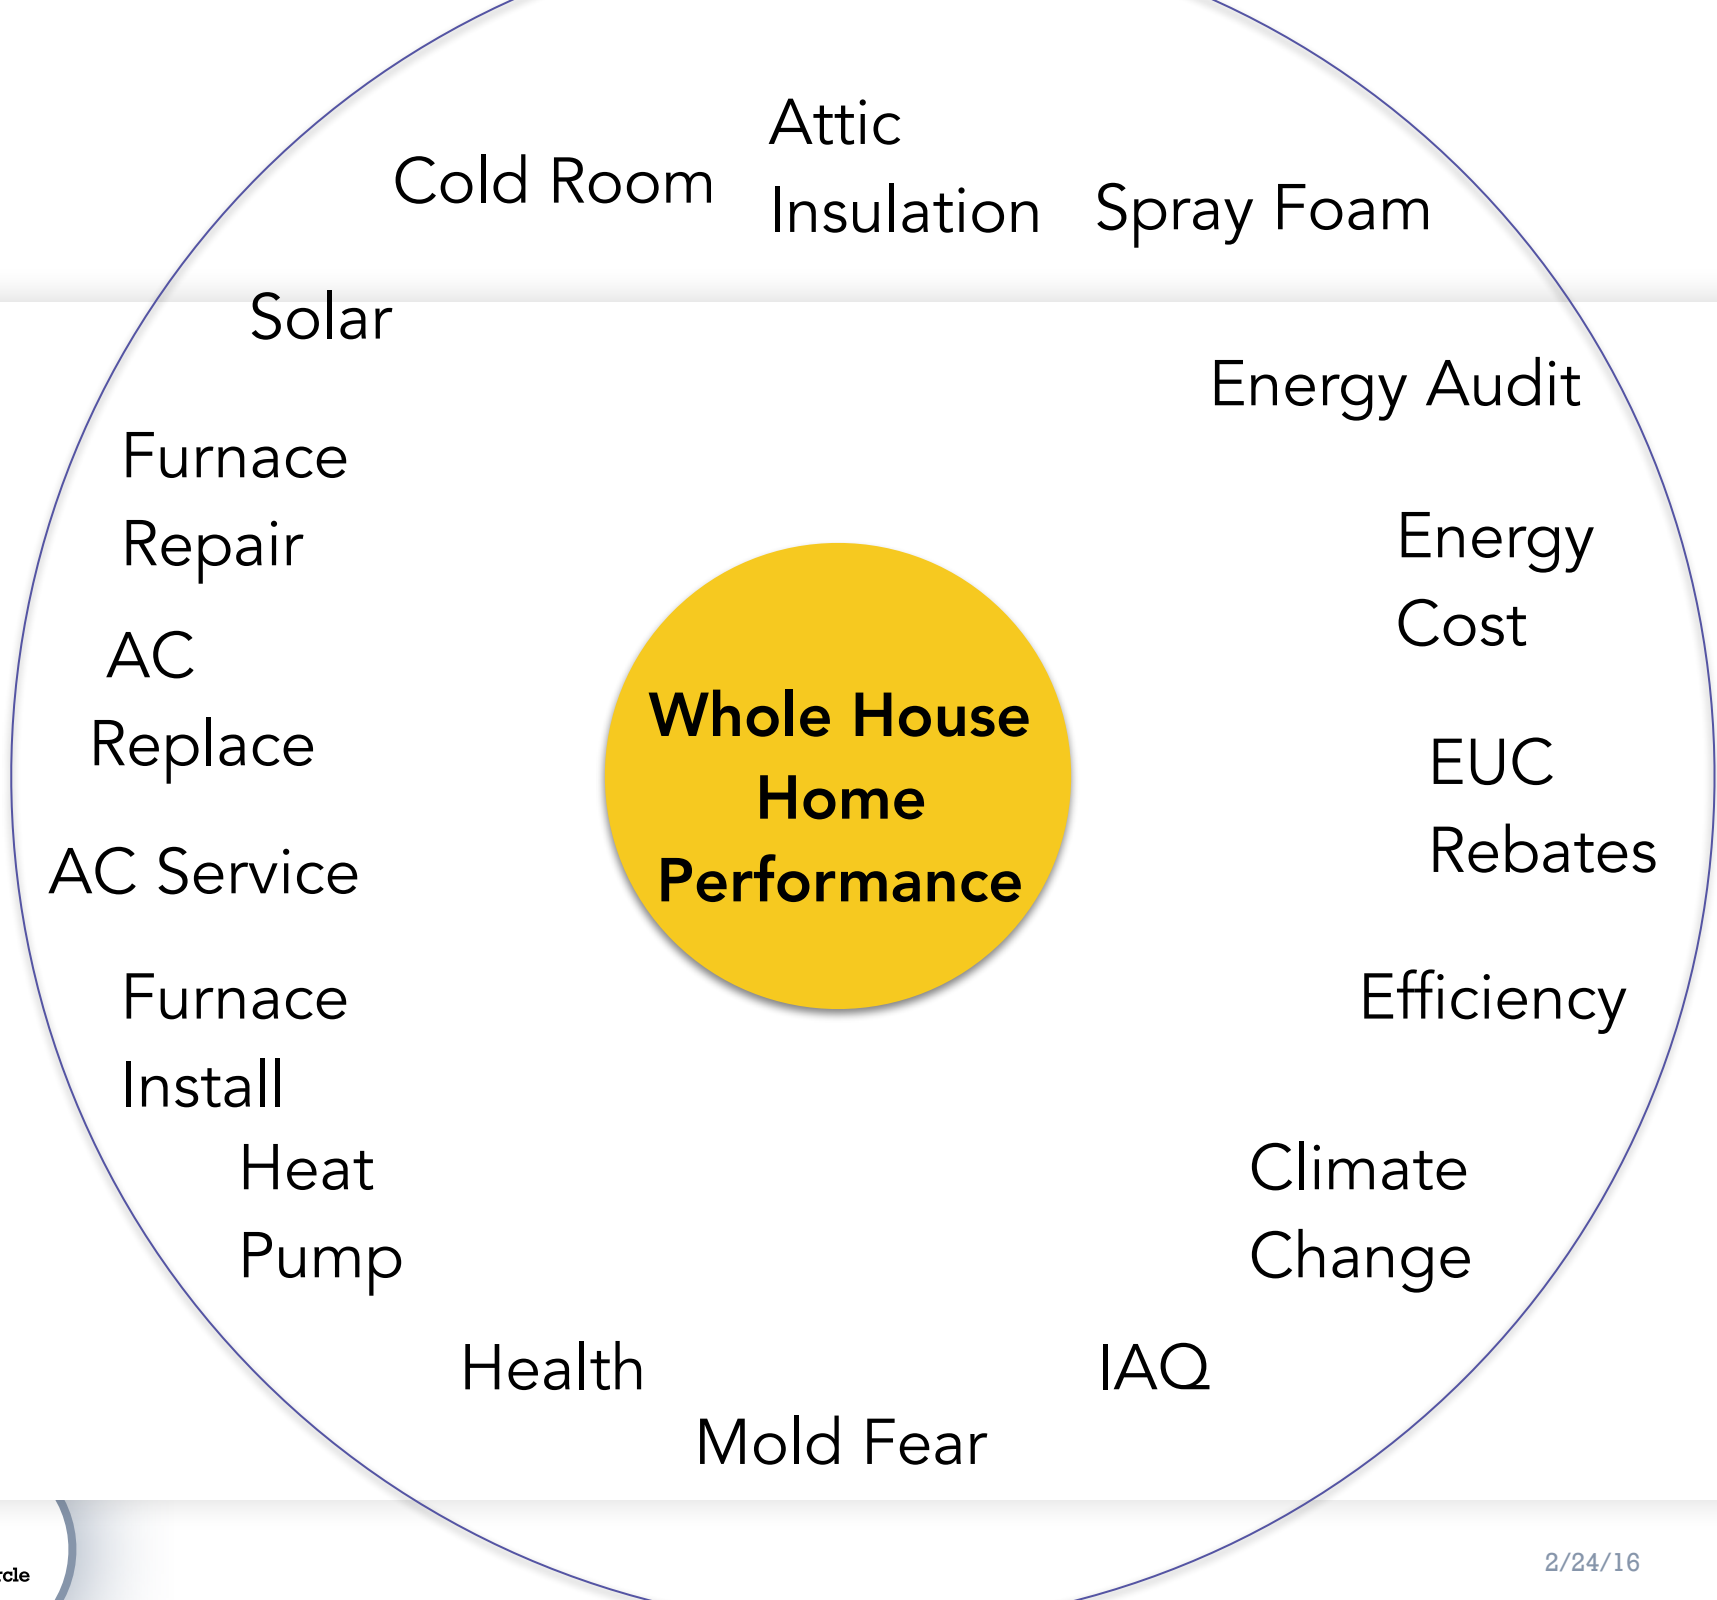 Attic
Cold Room
Insulation
Spray Foam
Solar
Energy Audit
Furnace
Repair
Energy
Cost
AC
Replace
Whole House
Home
Performance
EUC
Rebates
AC Service
Furnace
Install
Efficiency
Heat
Pump
Climate
Change
Health
IAQ
Mold Fear
2/24/16